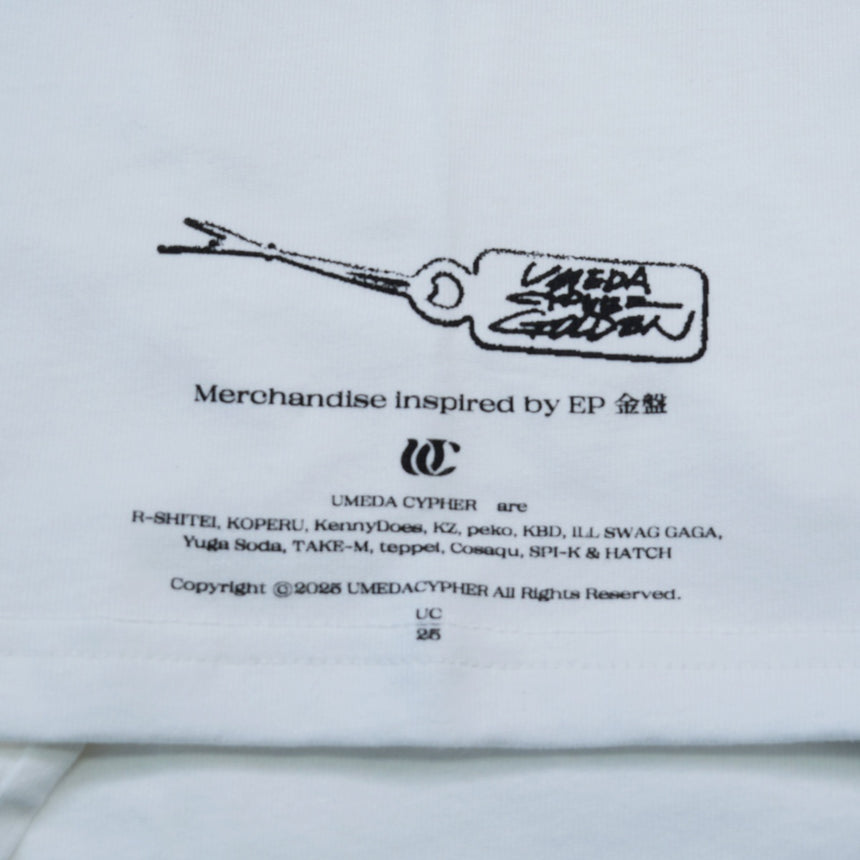 UMEDA
GOLDEN
Merchandise inspired by EP 金盤
UC
UMEDA CYPHER are
R-SHITEI, KOPERU, KennyDoes, KZ, peko, KBD, ILL SWAG GAGA,
Yuga Soda, TAKE-M, teppei, Cosaqu, SPI-K & HATCH
Copyright ©2025 UMEDACYPHER All Rights Reserved.
UC
25